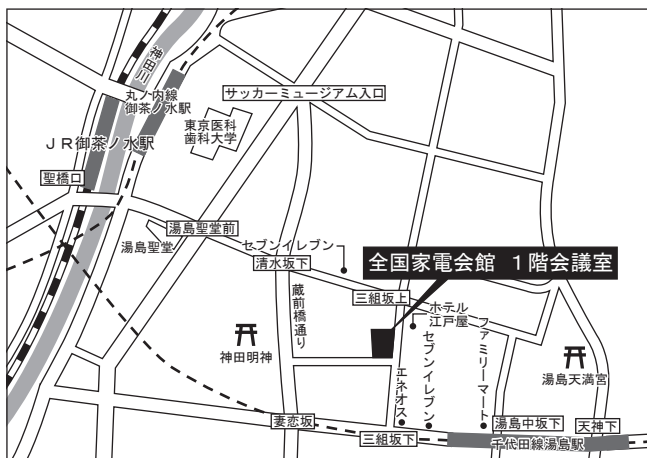 神田川
丸ノ内線
御茶ノ水駅
サッカーミュージアム入口
東京医科
歯科大学
ＪＲ御茶ノ水駅
聖橋口
湯島聖堂前
湯島聖堂
セブンイレブン
清水坂下
全国家電会館 １階会議室
三組坂上
蔵前橋通り
ホテル
江戸屋
神田明神
エネオス
セブンイレブン
ファミリーマート
湯島天満宮
妻恋坂
三組坂下
湯島中坂下
天神下
千代田線湯島駅